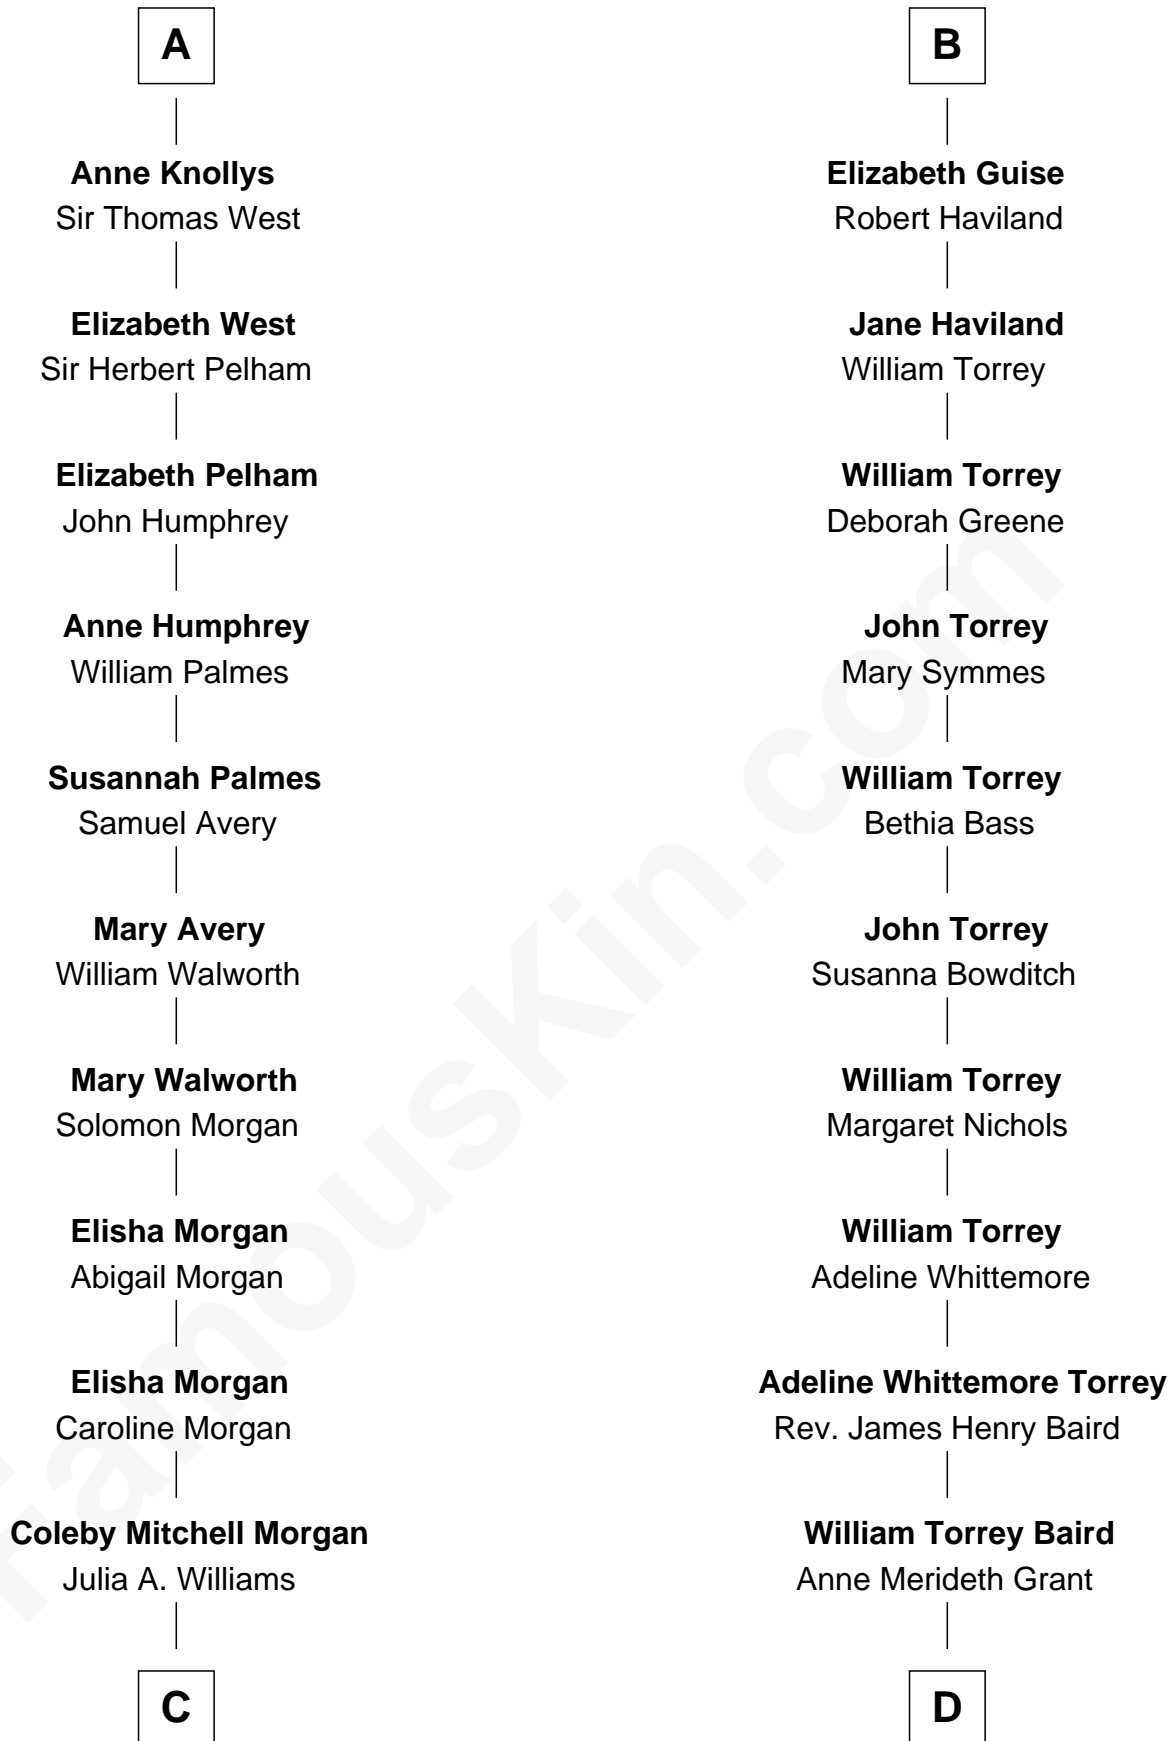 A
Anne Knollys
Sir Thomas West
Elizabeth West
Sir Herbert Pelham
Elizabeth Pelham
John Humphrey
Anne Humphrey
William Palmes
Susannah Palmes
Samuel Avery
Mary Avery
William Walworth
Mary Walworth
Solomon Morgan
Elisha Morgan
Abigail Morgan
Elisha Morgan
Caroline Morgan
Coleby Mitchell Morgan
Julia A. Williams
C
B
Elizabeth Guise
Robert Haviland
Jane Haviland
William Torrey
William Torrey
Deborah Greene
John Torrey
Mary Symmes
William Torrey
Bethia Bass
John Torrey
Susanna Bowditch
William Torrey
Margaret Nichols
William Torrey
Adeline Whittemore
Adeline Whittemore Torrey
Rev. James Henry Baird
William Torrey Baird
Anne Merideth Grant
D
FamousKin.com